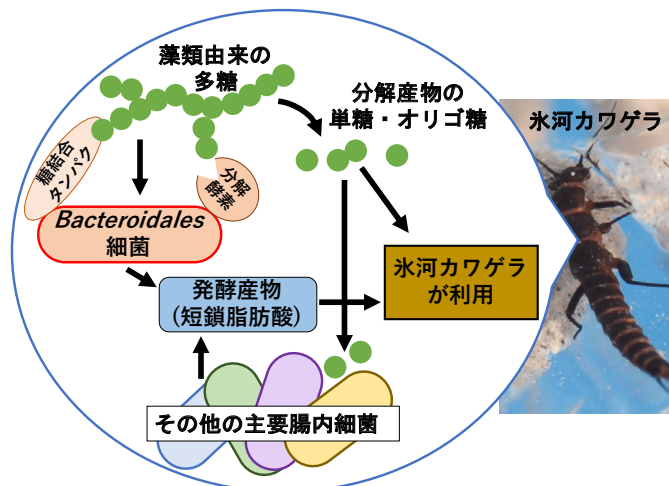 藻類由来の
多糖
分解産物の
単糖・オリゴ糖
氷河カワゲラ
糖結合
タンパク
分解
酵素
Bacteroidales
細菌
発酵産物
(短鎖脂肪酸)
氷河カワゲラ
が利用
その他の主要腸内細菌